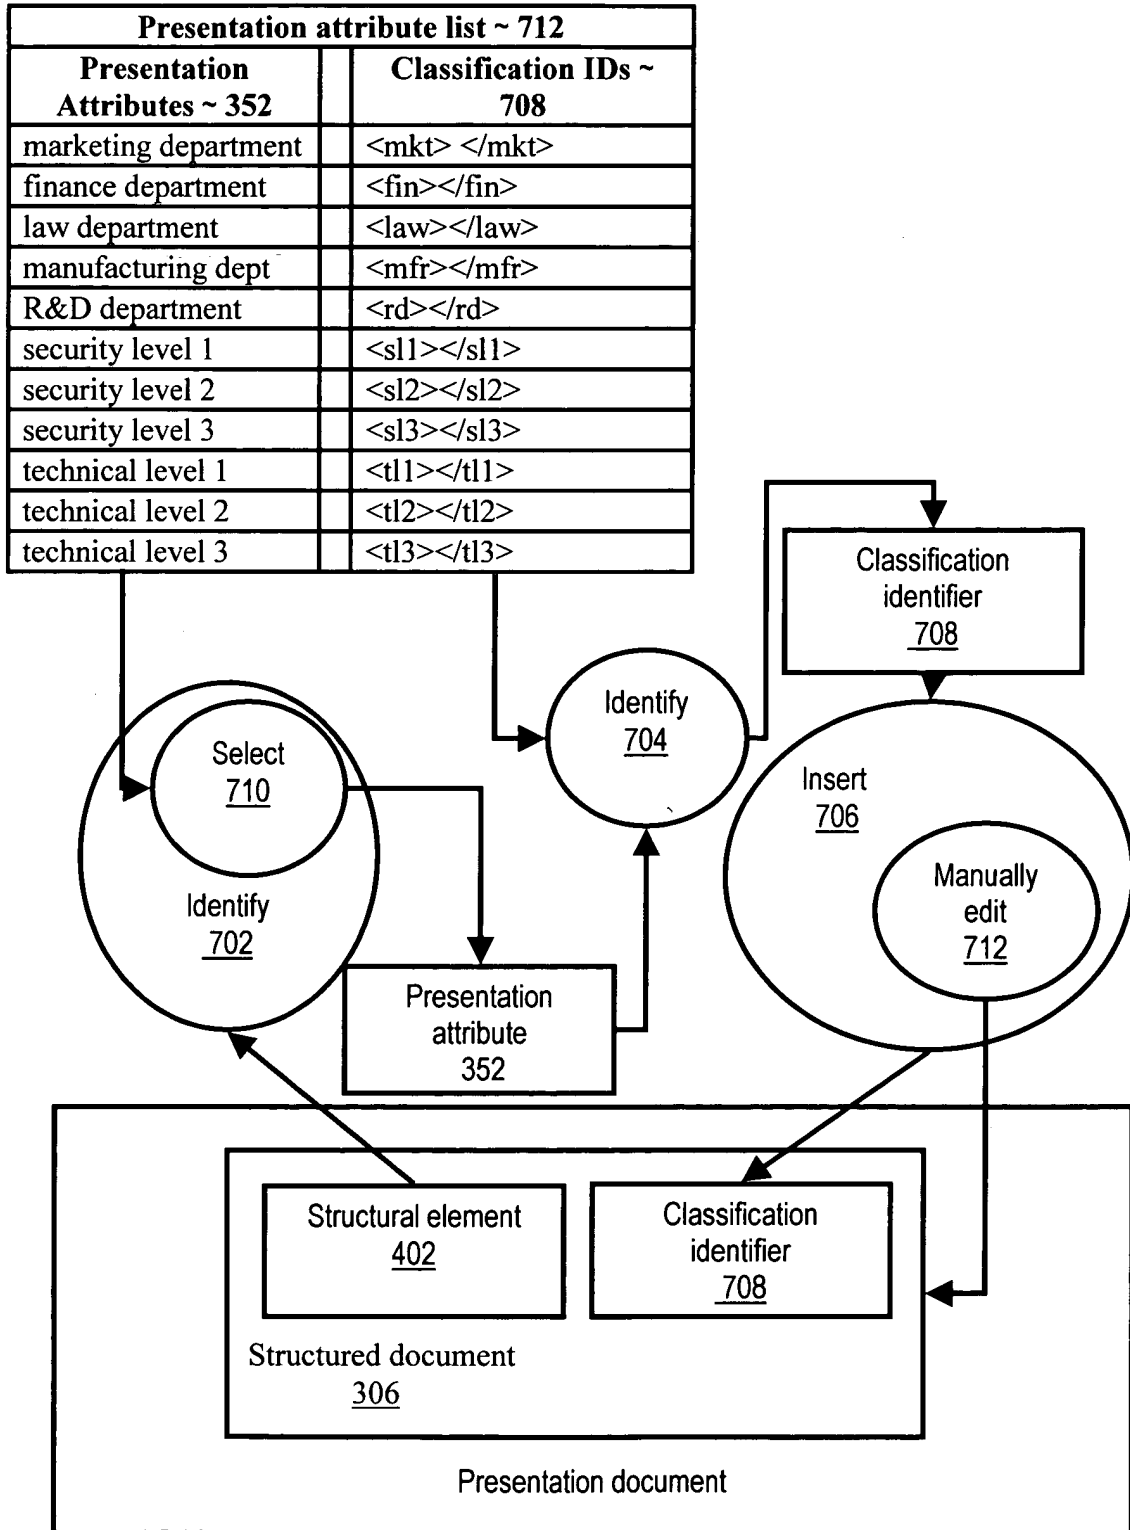 Presentation attribute list ~ 712
Presentation Attributes ~ 352
Classification IDs ~ 708
marketing department <mkt> </mkt>
finance department <fin></fin>
law department <law></law>
manufacturing dept <mfr></mfr>
R&D department <rd></rd>
security level 1 <sl1></sl1>
security level 2 <sl2></sl2>
security level 3 <sl3></sl3>
technical level 1 <tl1></tl1>
technical level 2 <tl2></tl2>
technical level 3 <tl3></tl3>
Classification
identifier
708
Identify
704
Select
710
Identify
702
Insert
706
Manually
edit
712
Presentation
attribute
352
Structural element
402
Classification
identifier
708
Structured document
306
Presentation document